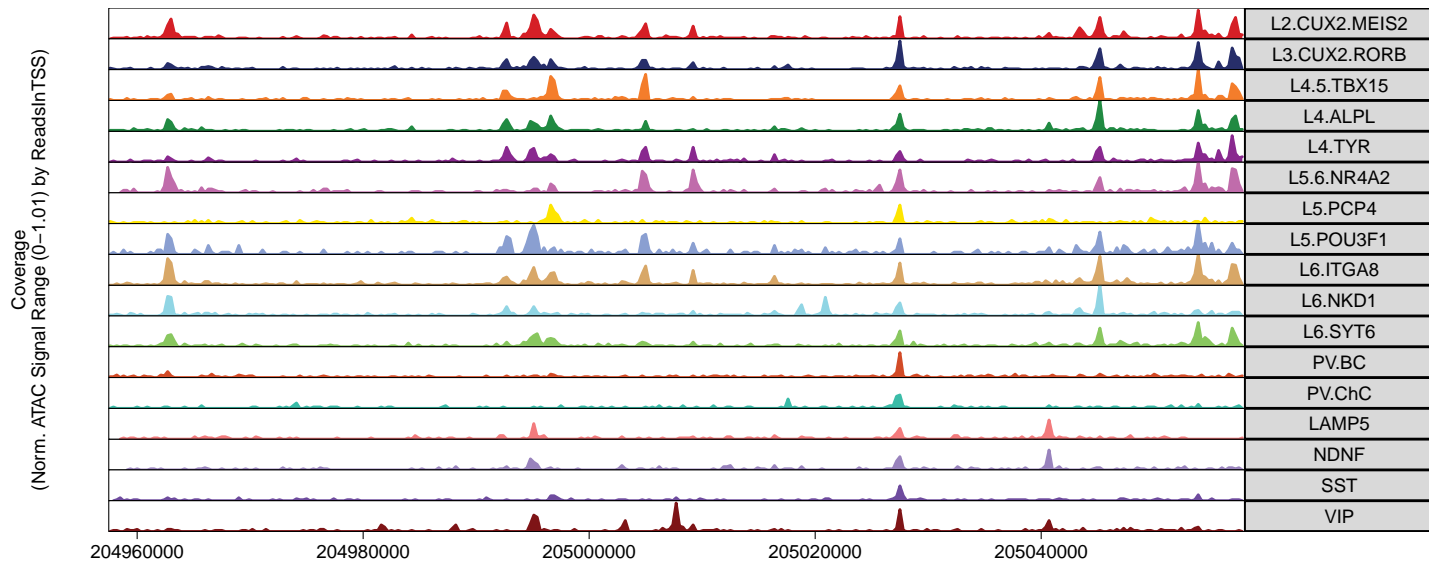 Coverage
(Norm. ATAC Signal Range (0−1.01) by ReadsInTSS)
L2.CUX2.MEIS2
L3.CUX2.RORB
L4.5.TBX15
L4.ALPL
L4.TYR
L5.6.NR4A2
L5.PCP4
L5.POU3F1
L6.ITGA8
L6.NKD1
L6.SYT6
PV.BC
PV.ChC
LAMP5
NDNF
SST
VIP
204960000 204980000 205000000 205020000 205040000